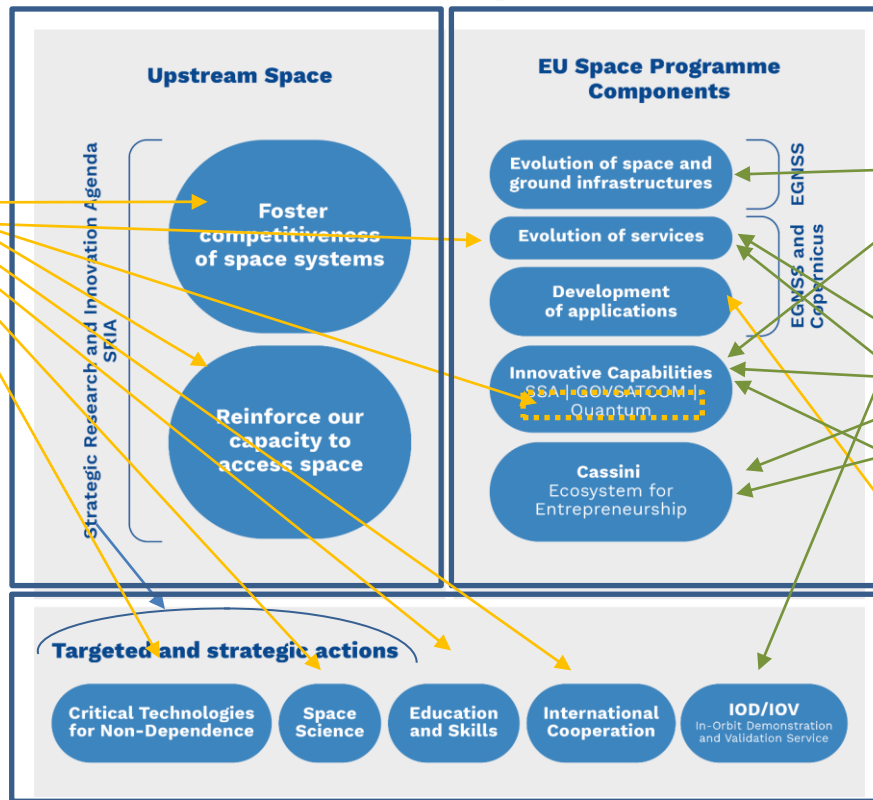 Upstream Space
Strategic Research and Innovation Agenda
SRIA
Foster
competitiveness
of space systems
Reinforce our
capacity to
access space
EU Space Programme
Components
Evolution of space and
ground infrastructures
EGNSS
Evolution of services
Development
of applications
EGNSS and
Copernicus
Innovative Capabilities
SSA | GOVSATCOM |
Quantum
Cassini
Ecosystem for
Entrepreneurship
Targeted and strategic actions
Critical Technologies
for Non-Dependence
Space
Science
Education
and Skills
International
Cooperation
IOD/IOV
In-Orbit Demonstration
and Validation Service